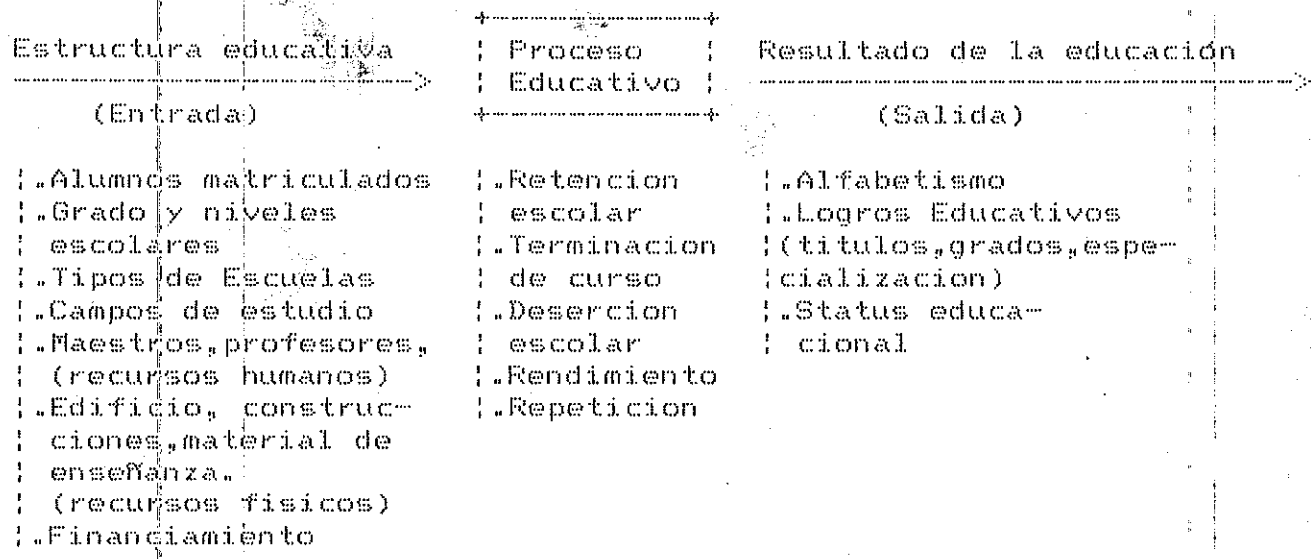 Estructura educativa
(Entrada)
.Alumnos matriculados
.Grado y niveles
escolares
.Tipos de Escuelas
.Campos de estudio
.Maestros,profesores,
(recursos humanos)
.Edificio, construc-
ciones,material de
enseñanza.
(recursos fisicos)
.Financiamiento
Proceso
Educativo
.Retencion
escolar
.Terminacion
de curso
.Desercion
escolar
.Rendimiento
.Repeticion
Resultado de la educación
(Salida)
.Alfabetismo
.Logros Educativos
(titulos,grados,espe-
cializacion)
.Status educa-
cional